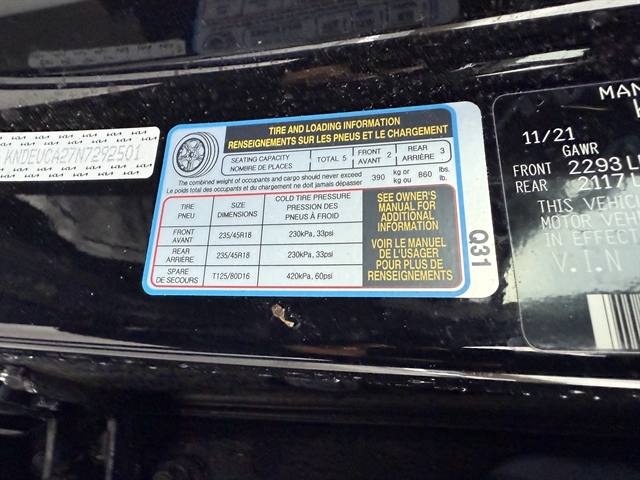 KNDEUCA27N7292501
TIRE AND LOADING INFORMATION
RENSEIGNEMENTS SUR LES PNEUS ET LE CHARGEMENT
SEATING CAPACITY
NOMBRE DE PLACES
TOTAL 5
FRONT
AVANT 2
REAR
ARRIÈRE 3
The combined weight of occupants and cargo should never exceed
Le poids total des occupants et du chargement ne doit jamais dépasser
390 kg or
kg ou
860 lbs.
lb.
TIRE
PNEU
SIZE
DIMENSIONS
COLD TIRE PRESSURE
PRESSION DES
PNEUS À FROID
FRONT
AVANT
235/45R18
230kPa, 33psi
REAR
ARRIÈRE
235/45R18
230kPa, 33psi
SPARE
DE SECOURS
T125/80D16
420kPa, 60psi
SEE OWNER'S
MANUAL FOR
ADDITIONAL
INFORMATION
VOIR LE MANUEL
DE L'USAGER
POUR PLUS DE
RENSEIGNEMENTS
Q31
MAN
11/21
GAWR
FRONT 2293 L
REAR 2117
THIS VEHIC
MOTOR VEH
IN EFFE
V.I.